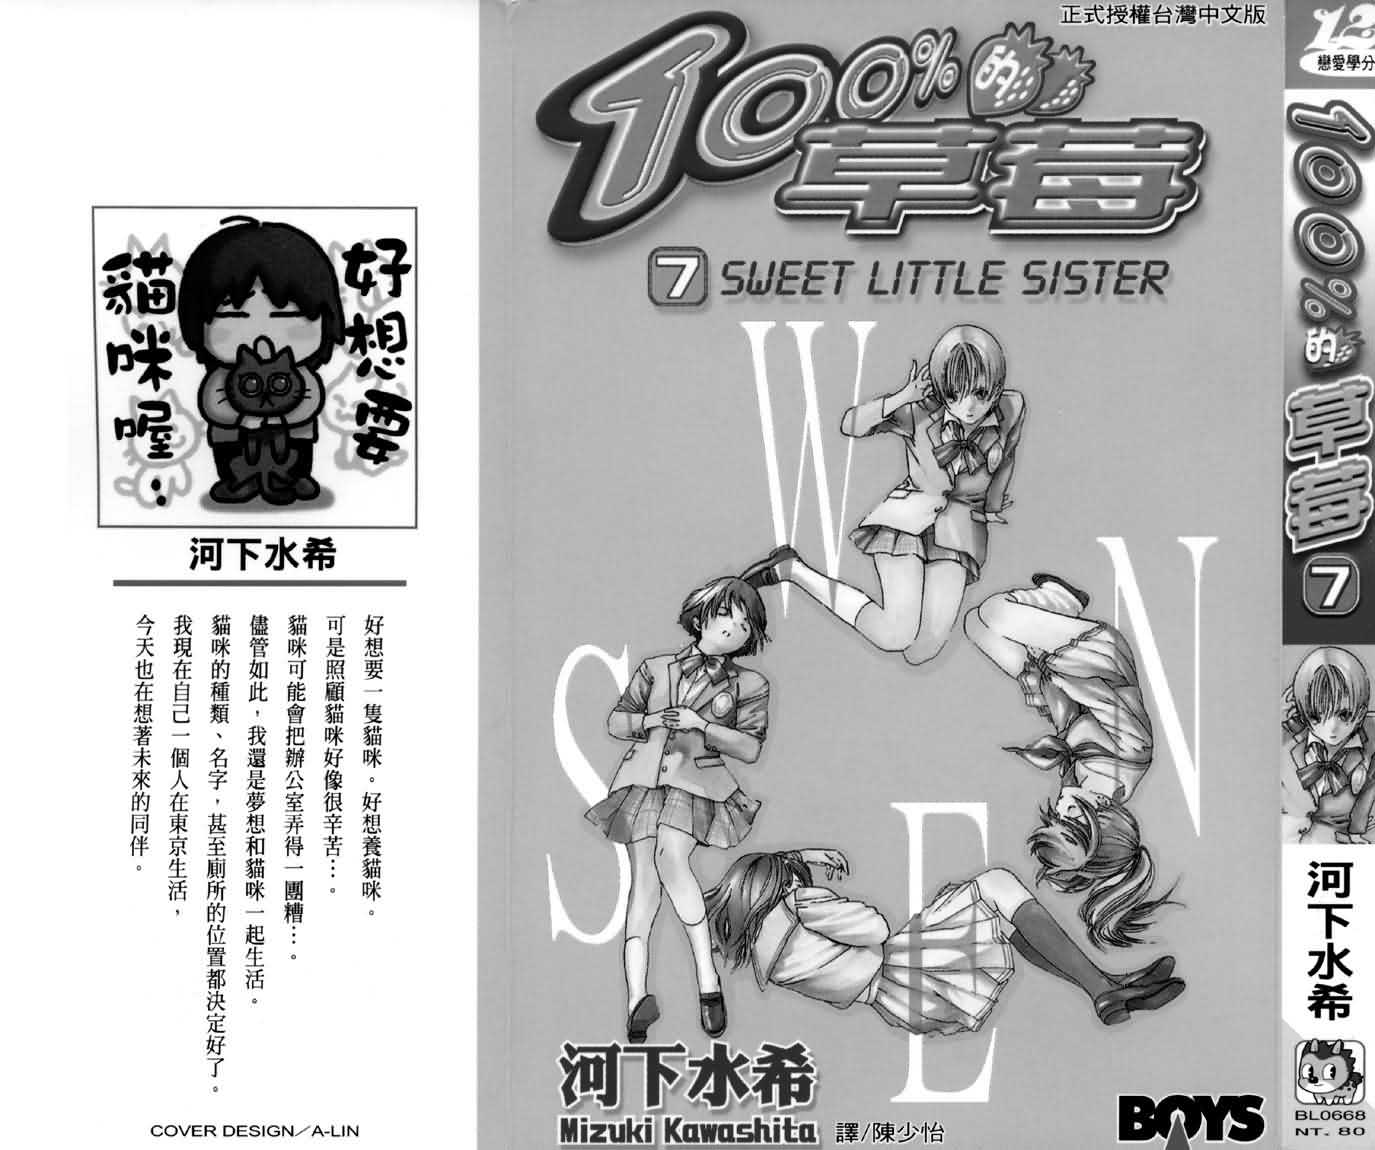 好想要
貓咪喔..
河下水希
好想要一隻貓咪。好想養貓咪。
可是照顧貓咪好像很辛苦…。
貓咪可能會把辦公室弄得一團糟…。
儘管如此，我還是夢想和貓咪一起生活。
貓咪的種類、名字，甚至廁所的位置都決定好了。
我現在自己一個人在東京生活，
今天也在想著未來的同伴。
COVER DESIGN／A-LIN
正式授權台灣中文版
100%的
草莓
7 SWEET LITTLE SISTER
W
N
S
E
河下水希
Mizuki Kawashita 譯/陳少怡
BOYS
12
戀愛學分
100%的草莓
7
河下水希
BL0668
NT. 80